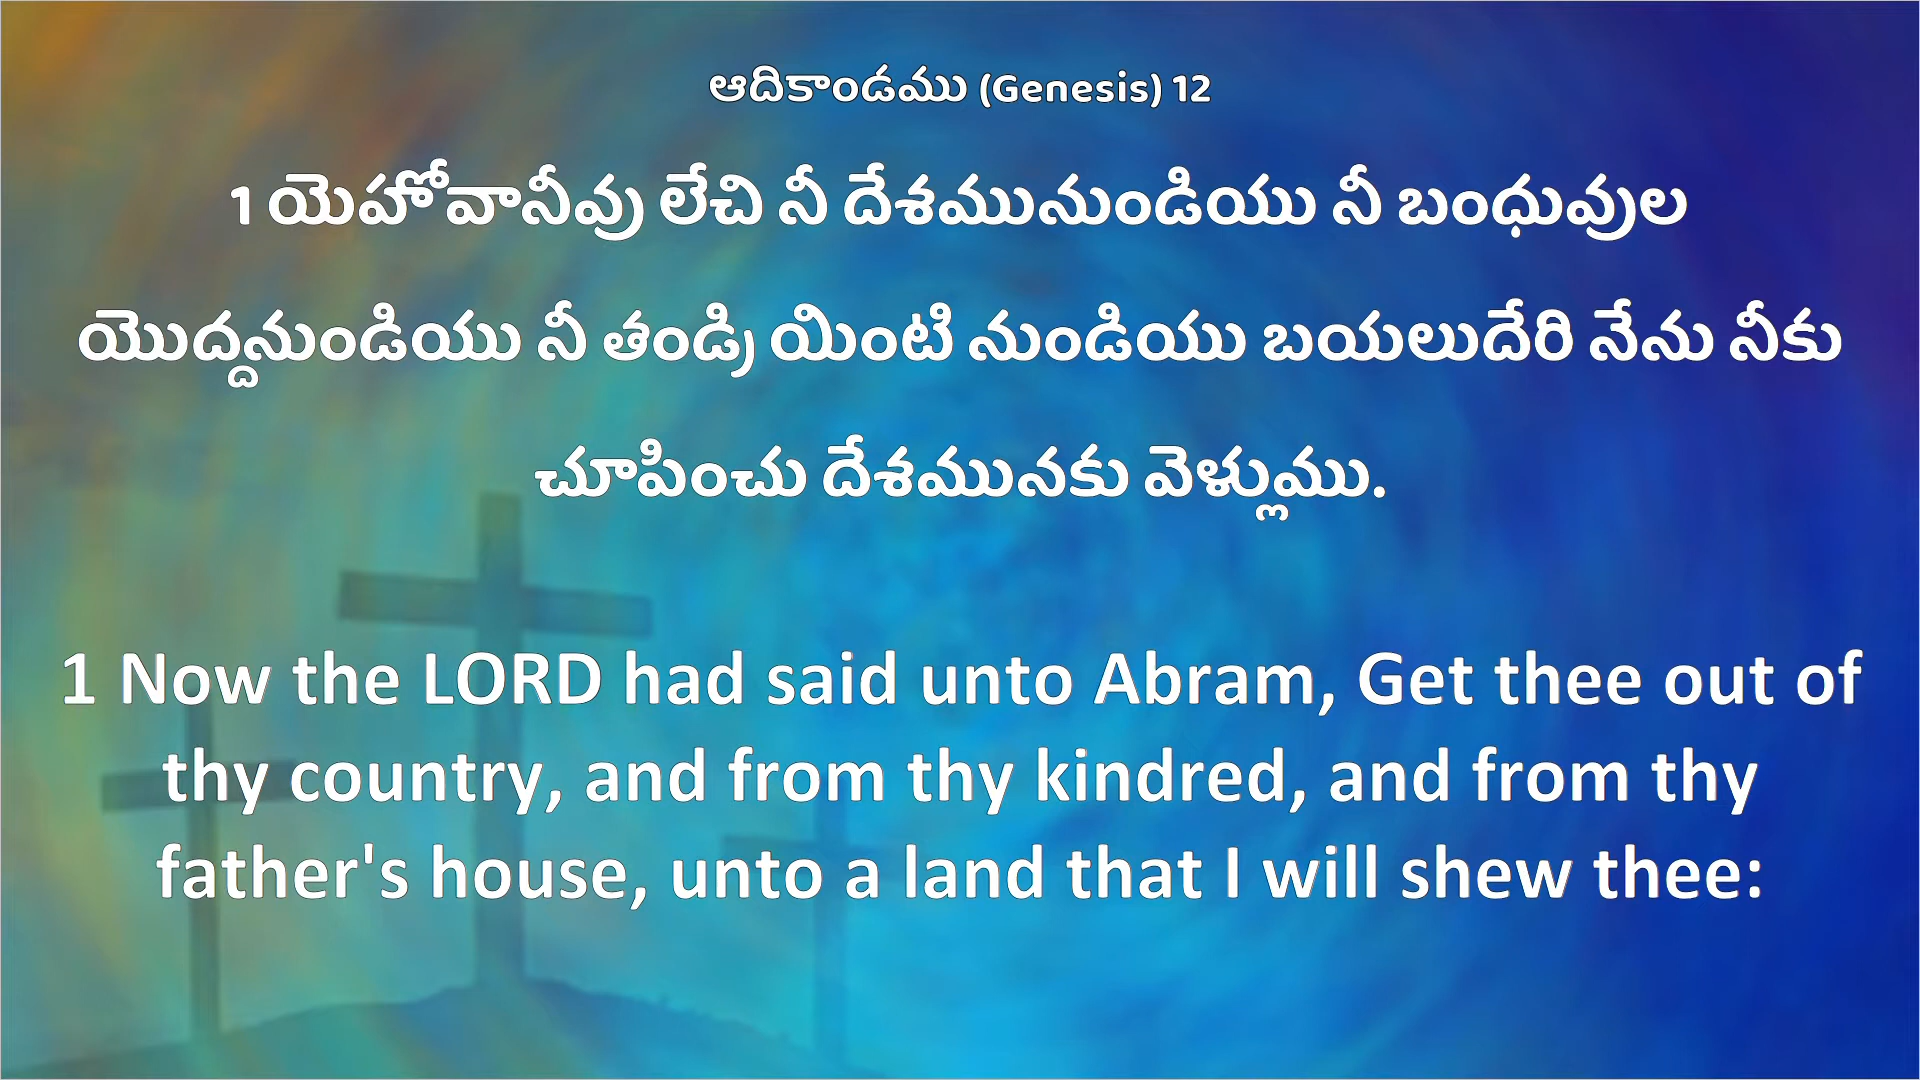 ఆదికాండము (Genesis) 12
1 యెహోవానీవు లేచి నీ దేశమునుండియు నీ బంధువుల
యొద్దనుండియు నీ తండ్రి యింటి నుండియు బయలుదేరి నేను నీకు
చూపించు దేశమునకు వెళ్లుము.
1 Now the LORD had said unto Abram, Get thee out of
thy country, and from thy kindred, and from thy
father's house, unto a land that I will shew thee: